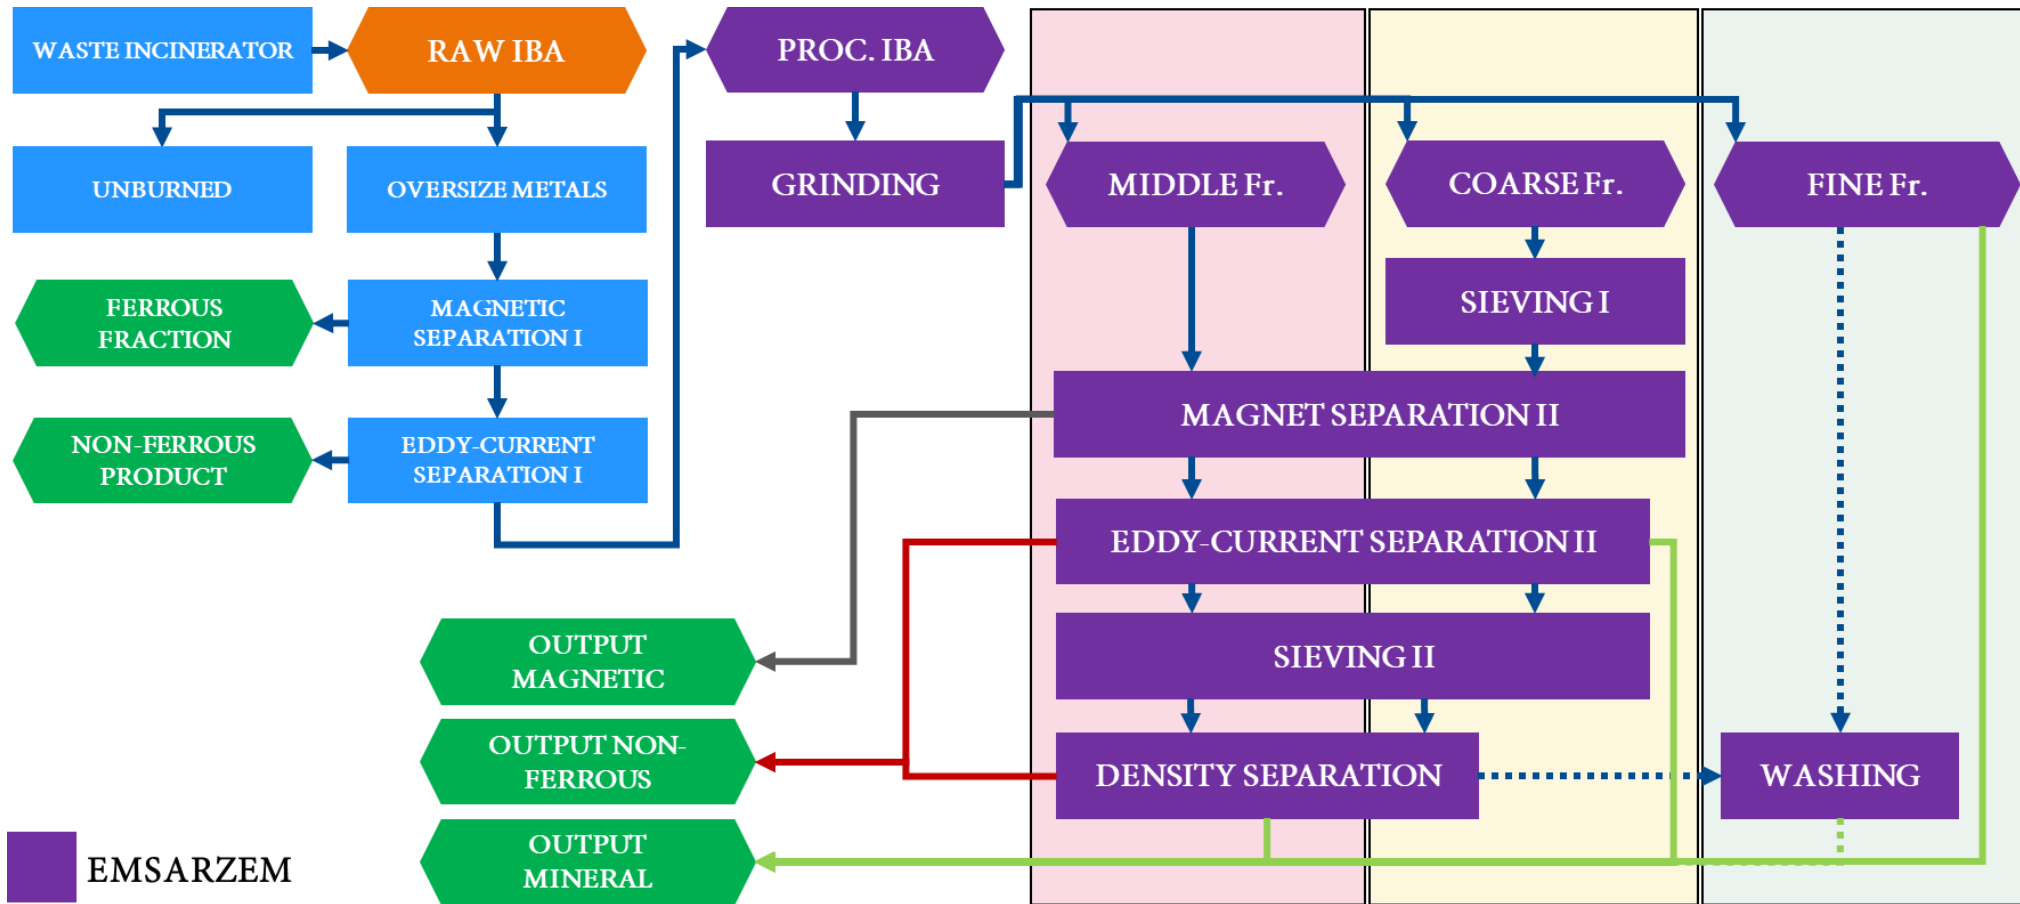 WASTE INCINERATOR
RAW IBA
PROC. IBA
UNBURNED
OVERSIZE METALS
GRINDING
MIDDLE Fr.
COARSE Fr.
FINE Fr.
FERROUS
FRACTION
MAGNETIC
SEPARATION I
SIEVING I
NON-FERROUS
PRODUCT
EDDY-CURRENT
SEPARATION I
MAGNET SEPARATION II
EDDY-CURRENT SEPARATION II
OUTPUT
MAGNETIC
SIEVING II
OUTPUT NON-
FERROUS
DENSITY SEPARATION
WASHING
OUTPUT
MINERAL
EMSARZEM